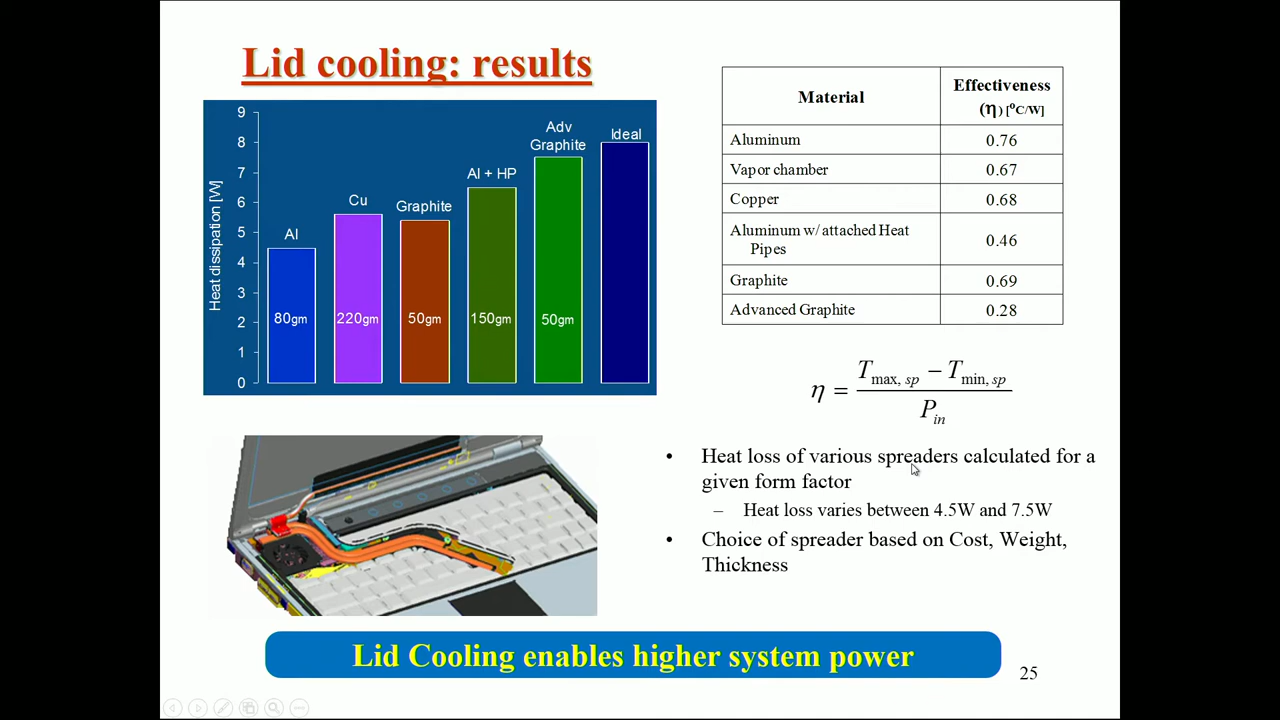 Lid cooling: results
9
8
7
6
5
4
3
2
1
0
Heat dissipation [W]
Al
Cu
Graphite
Al + HP
Adv
Graphite
Ideal
80gm
220gm
50gm
150gm
50gm
Material
Effectiveness
(η) [°C/W]
Aluminum
0.76
Vapor chamber
0.67
Copper
0.68
Aluminum w/ attached Heat
Pipes
0.46
Graphite
0.69
Advanced Graphite
0.28
η = (Tmax, sp − Tmin, sp) / Pin
• Heat loss of various spreaders calculated for a
given form factor
– Heat loss varies between 4.5W and 7.5W
• Choice of spreader based on Cost, Weight,
Thickness
Lid Cooling enables higher system power
25